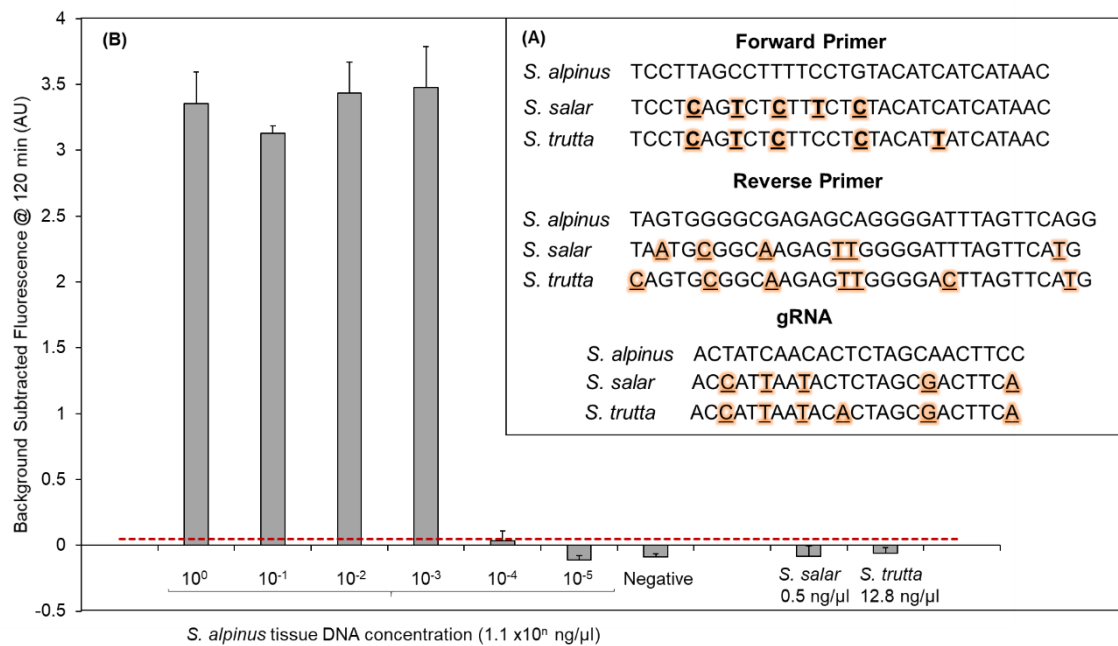 (B)
Background Subtracted Fluorescence @ 120 min (AU)
4
3.5
3
2.5
2
1.5
1
0.5
0
-0.5
10⁰ 10⁻¹ 10⁻² 10⁻³ 10⁻⁴ 10⁻⁵ Negative S. salar S. trutta
0.5 ng/µl 12.8 ng/µl
S. alpinus tissue DNA concentration (1.1 x10ⁿ ng/µl)
(A)
Forward Primer
S. alpinus TCCTTAGCCTTTTCCTGTACATCATCATAAC
S. salar TCCTCAGTCTCTTTCTCTACATCATCATAAC
S. trutta TCCTCAGTCTCTTCCTCTACATTATCATAAC
Reverse Primer
S. alpinus TAGTGGGGCGAGAGCAGGGGATTTAGTTCAGG
S. salar TAATGCGGCAAGAGTTGGGGATTTAGTTCATG
S. trutta CAGTGCGGCAAGAGTTGGGGACTTAGTTCATG
gRNA
S. alpinus ACTATCAACACTCTAGCAACTTCC
S. salar ACCATTAATACTCTAGCGACTTCA
S. trutta ACCATTAATACACTAGCGACTTCA